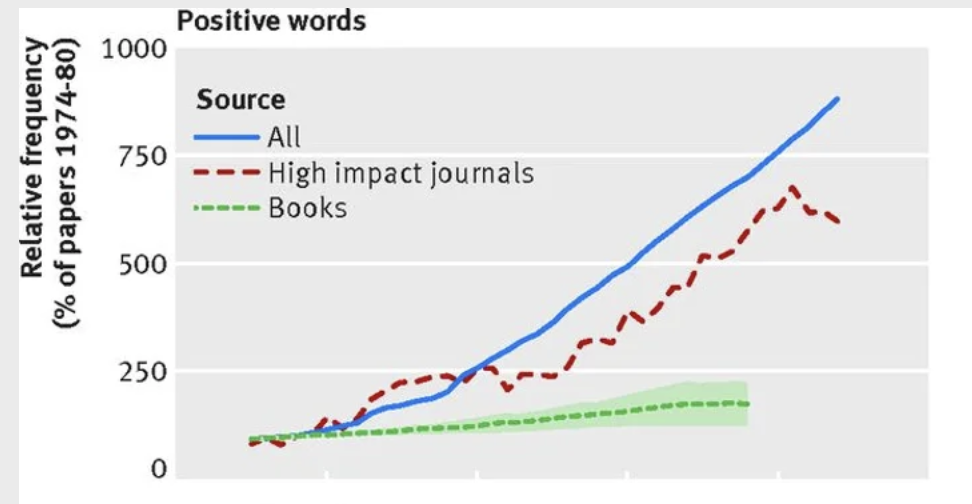 Positive words
Relative frequency
(% of papers 1974-80)
1000
750
500
250
0
Source
All
High impact journals
Books